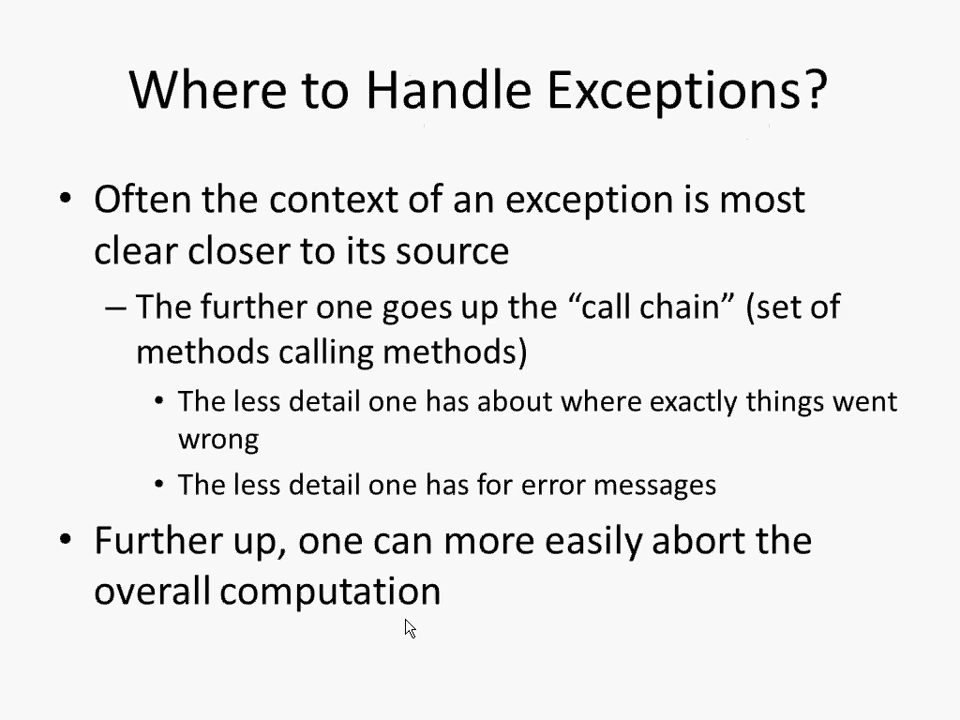 Where to Handle Exceptions?
• Often the context of an exception is most
clear closer to its source
– The further one goes up the “call chain” (set of
methods calling methods)
• The less detail one has about where exactly things went
wrong
• The less detail one has for error messages
• Further up, one can more easily abort the
overall computation